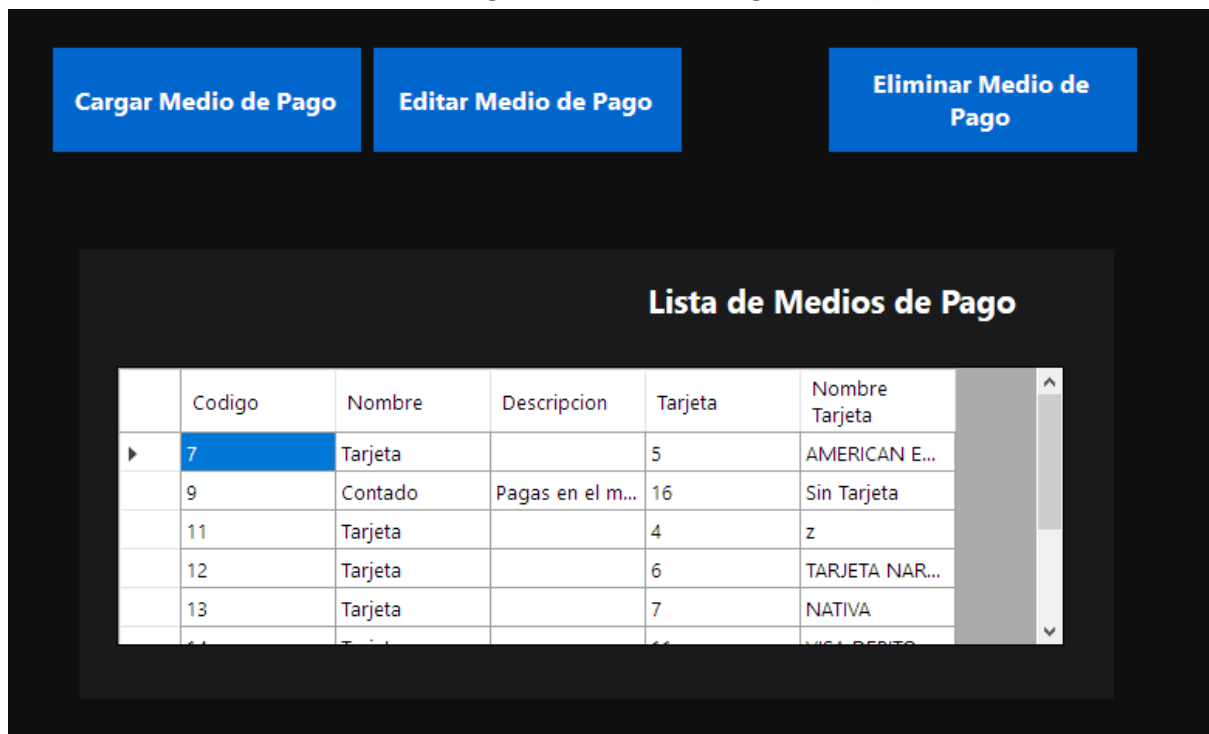 Cargar Medio de Pago
Editar Medio de Pago
Eliminar Medio de
Pago
Lista de Medios de Pago
Codigo Nombre Descripcion Tarjeta Nombre
Tarjeta
7 Tarjeta 5 AMERICAN E...
9 Contado Pagas en el m... 16 Sin Tarjeta
11 Tarjeta 4 z
12 Tarjeta 6 TARJETA NAR...
13 Tarjeta 7 NATIVA